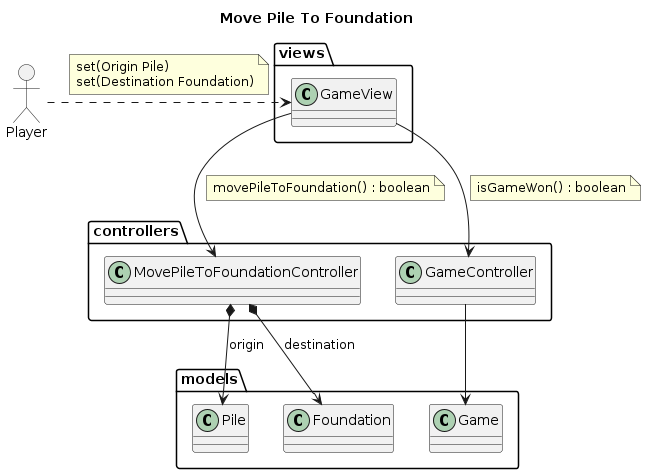 Move Pile To Foundation
views
set(Origin Pile)
set(Destination Foundation)
C GameView
Player
movePileToFoundation() : boolean
isGameWon() : boolean
controllers
C MovePileToFoundationController
C GameController
origin
destination
models
C Pile
C Foundation
C Game